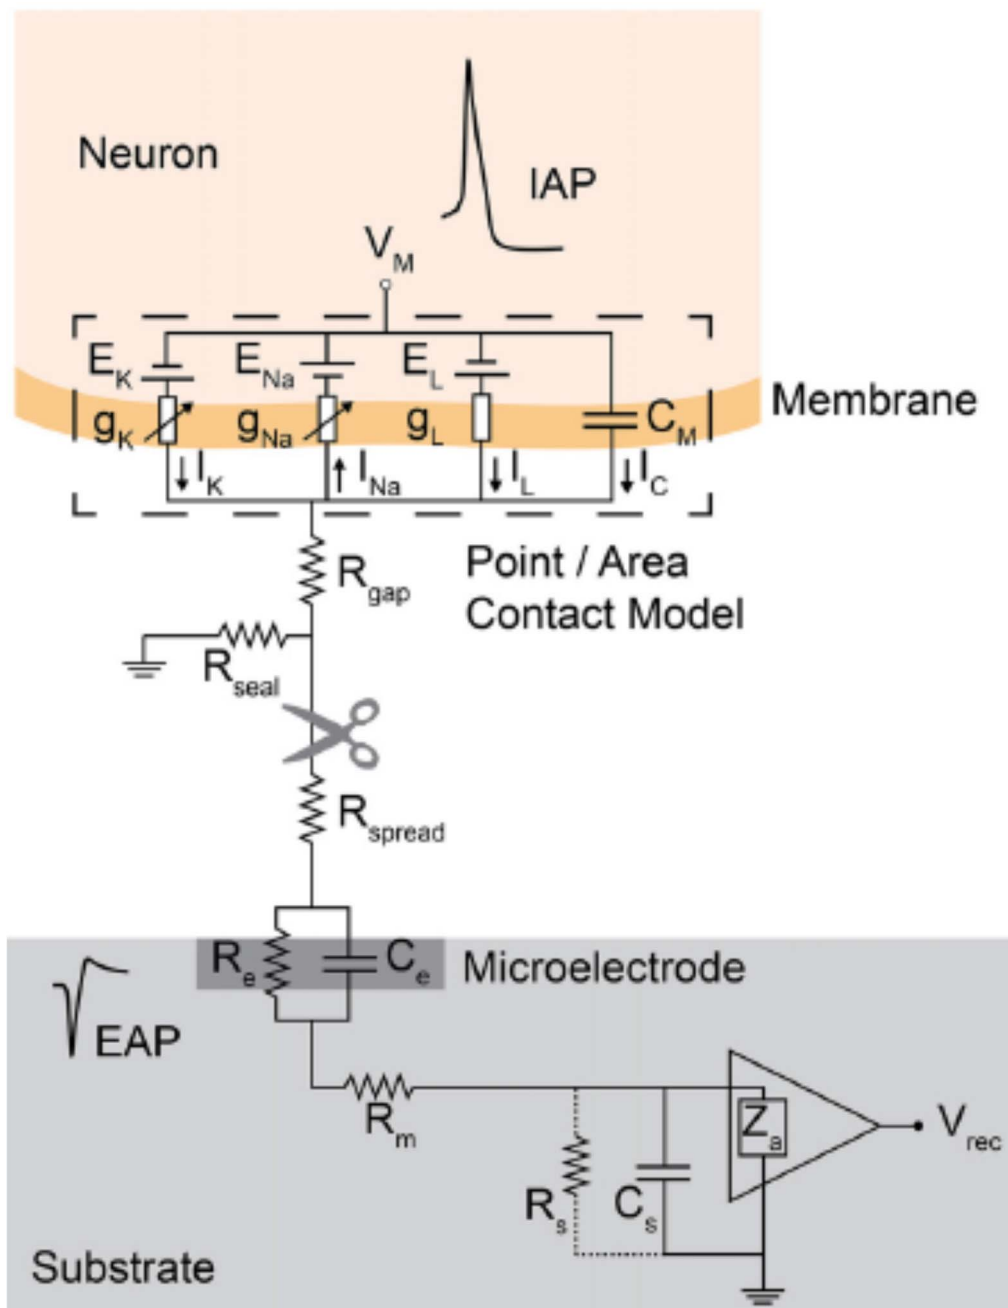 Neuron
IAP
V_M
E_K E_Na E_L
Membrane
g_K g_Na g_L C_M
I_K I_Na I_L I_C
Point / Area
Contact Model
R_gap
R_seal
R_spread
R_e C_e Microelectrode
EAP
R_m
Z_a V_rec
R_s C_s
Substrate